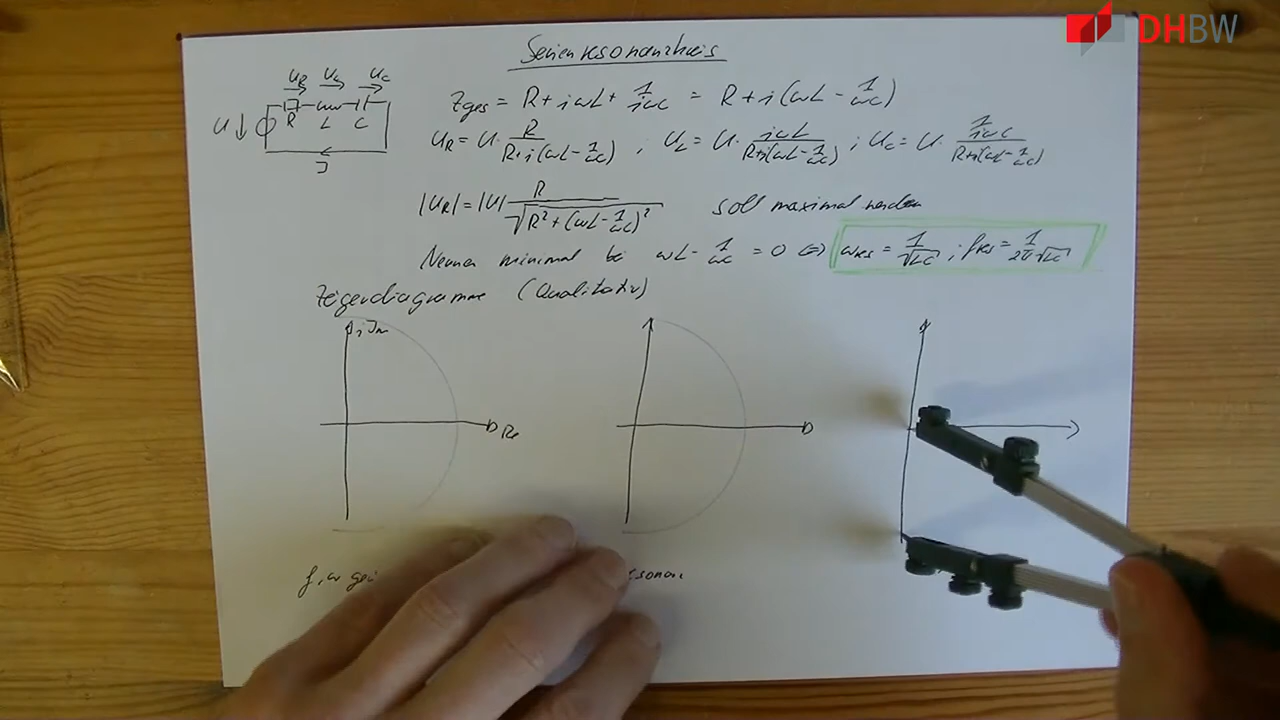 DHBW
Serienresonanzkreis
U_R U_L U_C
U R L C
I
Zges = R + iωL + 1/(iωC) = R + i(ωL - 1/(ωC))
U_R = U · R/(R+i(ωL - 1/(ωC))) ; U_L = U · iωL/(R+i(ωL - 1/(ωC))) ; U_C = U · (1/(iωC))/(R+i(ωL - 1/(ωC)))
|U_R| = |U| R/√(R² + (ωL - 1/(ωC))²) soll maximal werden
Nenner minimal bei ωL - 1/(ωC) = 0 ⇔ ω_RES = 1/√(LC) ; f_RES = 1/(2π√(LC))
Zeigerdiagramme (Qualitativ)
i Im
Re
f, ω